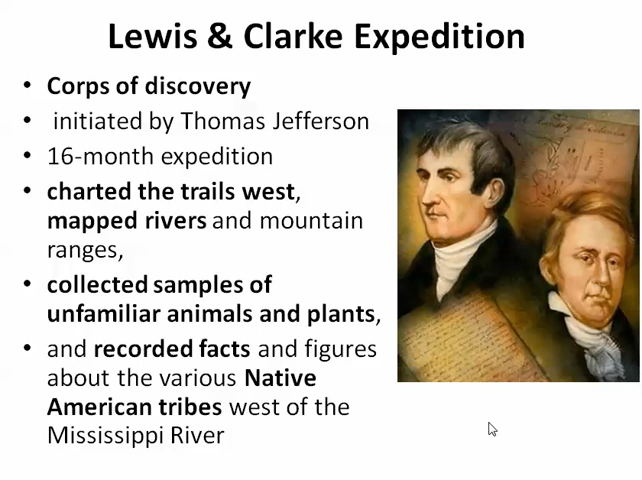 Lewis & Clarke Expedition
• Corps of discovery
• initiated by Thomas Jefferson
• 16-month expedition
• charted the trails west,
mapped rivers and mountain
ranges,
• collected samples of
unfamiliar animals and plants,
• and recorded facts and figures
about the various Native
American tribes west of the
Mississippi River